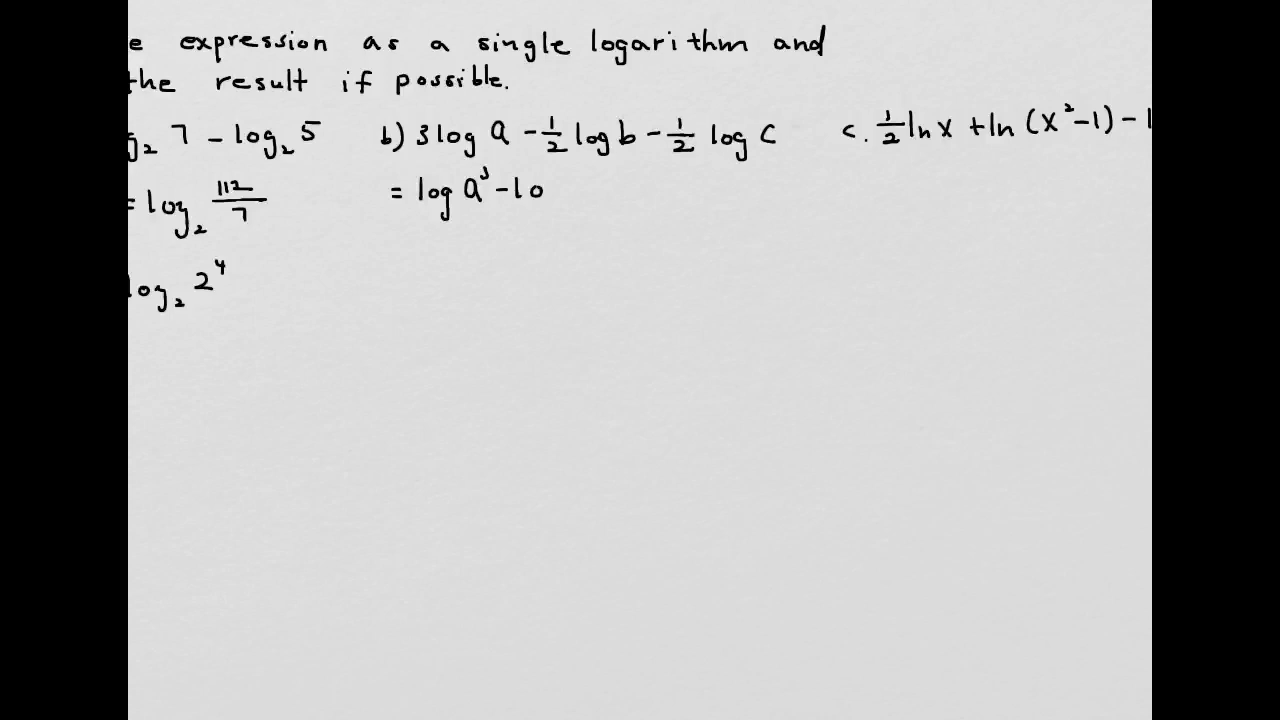 e expression as a single logarithm and
the result if possible.
g₂ 7 - log₂ 5 b) 3 log a - 1/2 log b - 1/2 log c c. 1/2 ln x + ln (x² - 1) - l
= log₂ 112/7 = log a³ - lo
log₂ 2⁴